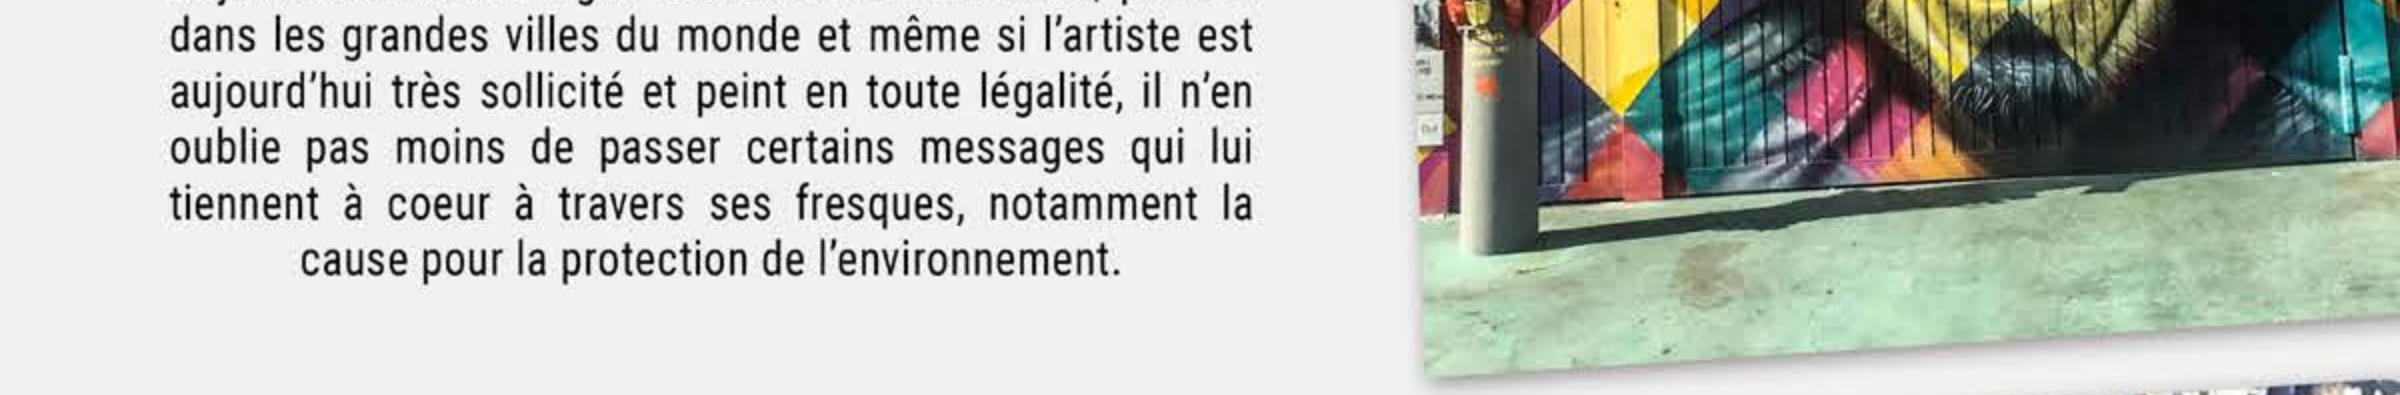 dans les grandes villes du monde et même si l’artiste est
aujourd’hui très sollicité et peint en toute légalité, il n’en
oublie pas moins de passer certains messages qui lui
tiennent à coeur à travers ses fresques, notamment la
cause pour la protection de l’environnement.